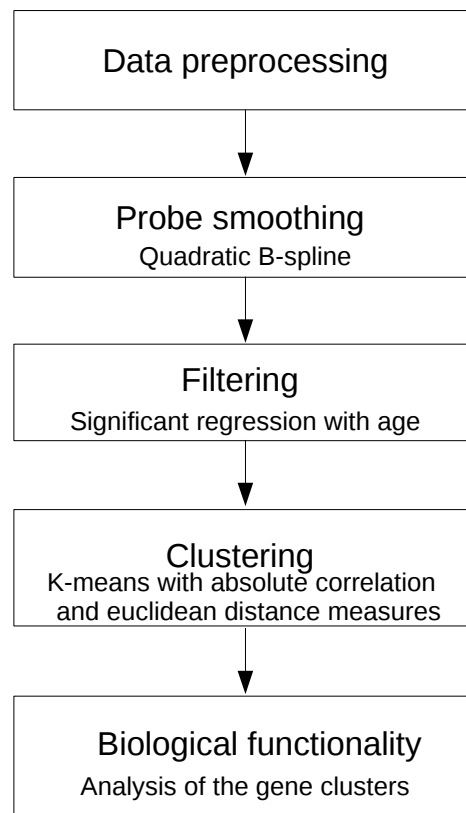 Data preprocessing
Probe smoothing
Quadratic B-spline
Filtering
Significant regression with age
Clustering
K-means with absolute correlation
and euclidean distance measures
Biological functionality
Analysis of the gene clusters